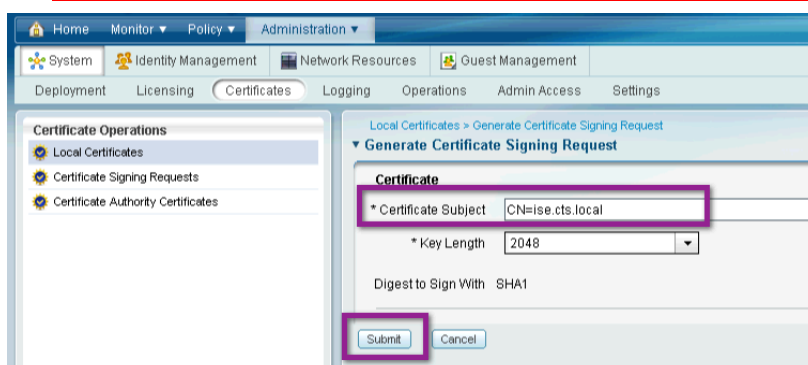 Home Monitor ▼ Policy ▼ Administration ▼
System Identity Management Network Resources Guest Management
Deployment Licensing Certificates Logging Operations Admin Access Settings
Certificate Operations
Local Certificates
Certificate Signing Requests
Certificate Authority Certificates
Local Certificates > Generate Certificate Signing Request
▼ Generate Certificate Signing Request
Certificate
* Certificate Subject CN=ise.cts.local
* Key Length 2048
Digest to Sign With SHA1
Submit Cancel